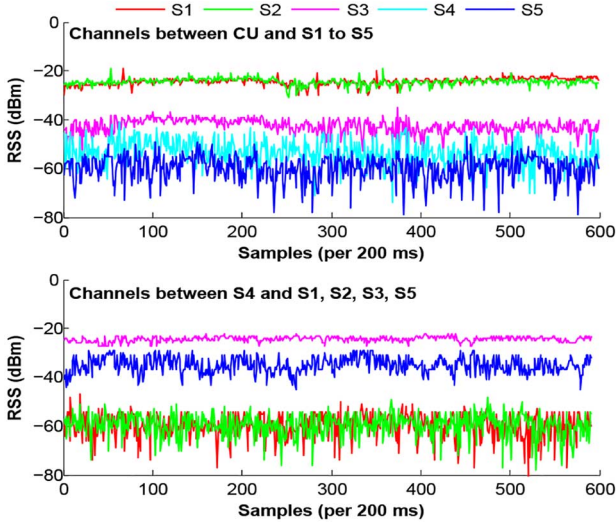 S1 S2 S3 S4 S5
0
Channels between CU and S1 to S5
−20
−40
−60
−80
RSS (dBm)
0 100 200 300 400 500 600
Samples (per 200 ms)
0
Channels between S4 and S1, S2, S3, S5
−20
−40
−60
−80
RSS (dBm)
0 100 200 300 400 500 600
Samples (per 200 ms)